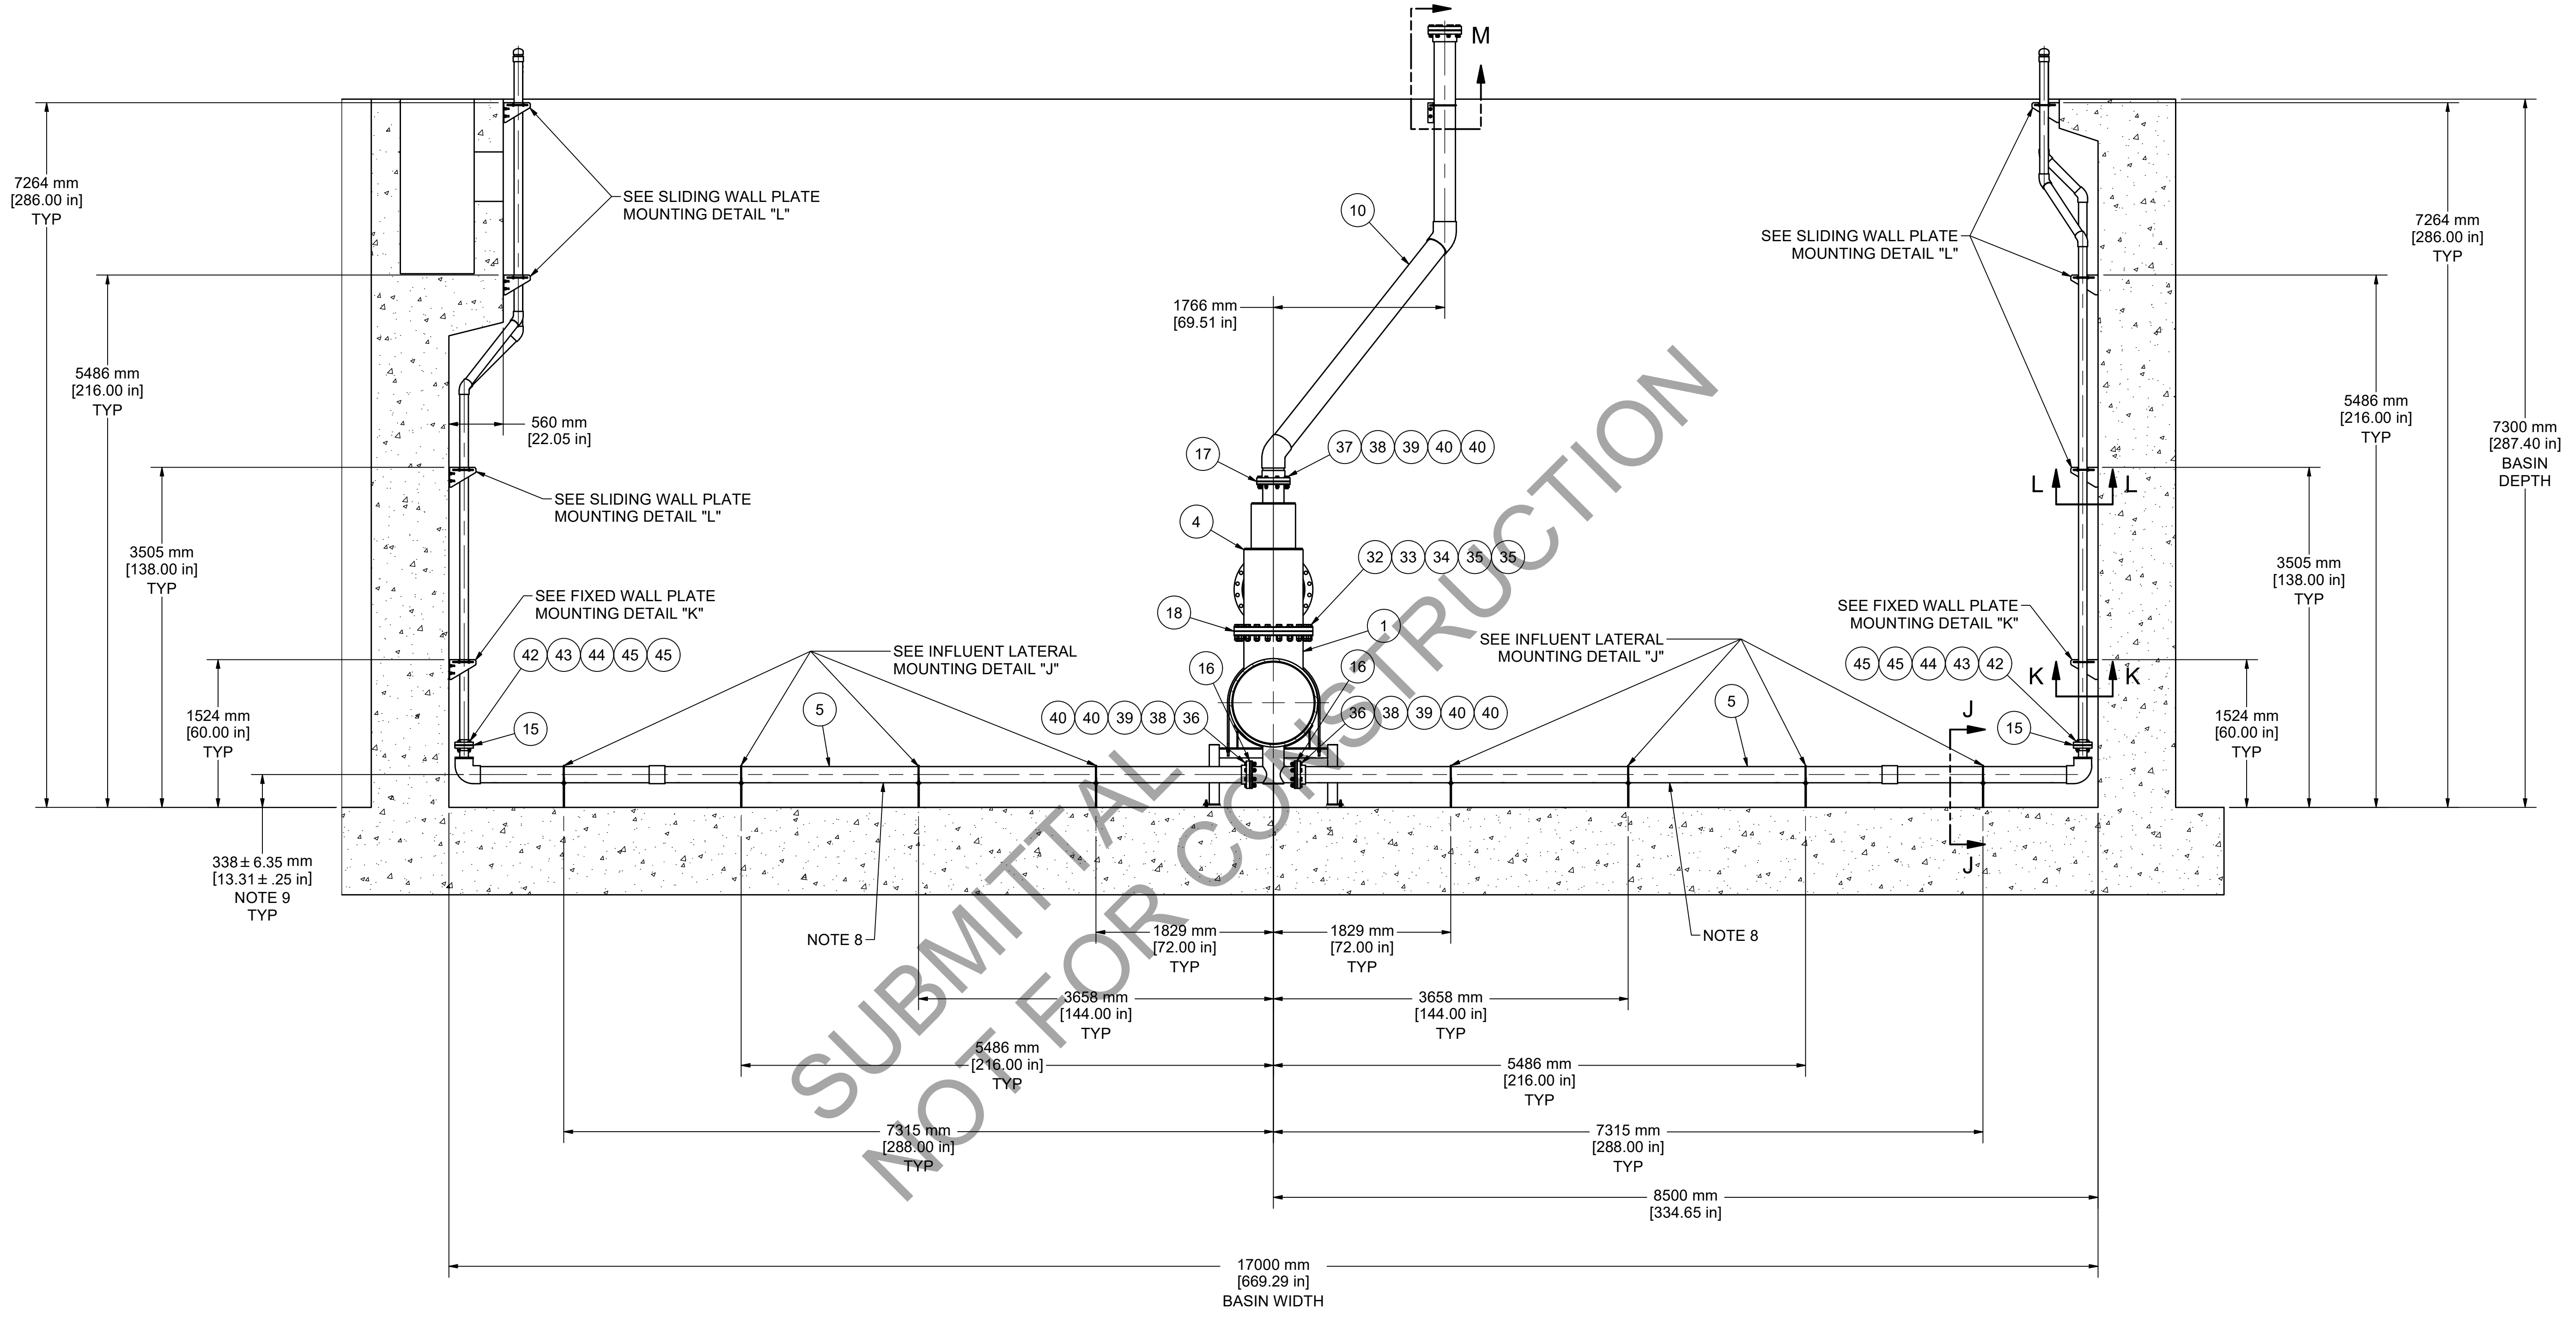 M
7264 mm
[286.00 in]
TYP
SEE SLIDING WALL PLATE
MOUNTING DETAIL "L"
10
SEE SLIDING WALL PLATE
MOUNTING DETAIL "L"
7264 mm
[286.00 in]
TYP
1766 mm
[69.51 in]
5486 mm
[216.00 in]
TYP
560 mm
[22.05 in]
5486 mm
[216.00 in]
TYP
7300 mm
[287.40 in]
BASIN
DEPTH
17
37 38 39 40 40
SEE SLIDING WALL PLATE
MOUNTING DETAIL "L"
L L
4
3505 mm
[138.00 in]
TYP
32 33 34 35 35
3505 mm
[138.00 in]
TYP
SEE FIXED WALL PLATE
MOUNTING DETAIL "K"
18
1
SEE FIXED WALL PLATE
MOUNTING DETAIL "K"
42 43 44 45 45
SEE INFLUENT LATERAL
MOUNTING DETAIL "J"
16
16
SEE INFLUENT LATERAL
MOUNTING DETAIL "J"
45 45 44 43 42
K K
1524 mm
[60.00 in]
TYP
15
5
40 40 39 38 36
36 38 39 40 40
5
J
15
1524 mm
[60.00 in]
TYP
338 ± 6.35 mm
[13.31 ± .25 in]
NOTE 9
TYP
J
NOTE 8
1829 mm
[72.00 in]
TYP
1829 mm
[72.00 in]
TYP
NOTE 8
3658 mm
[144.00 in]
TYP
3658 mm
[144.00 in]
TYP
5486 mm
[216.00 in]
TYP
5486 mm
[216.00 in]
TYP
7315 mm
[288.00 in]
TYP
7315 mm
[288.00 in]
TYP
8500 mm
[334.65 in]
17000 mm
[669.29 in]
BASIN WIDTH
SUBMITTAL
NOT FOR CONSTRUCTION